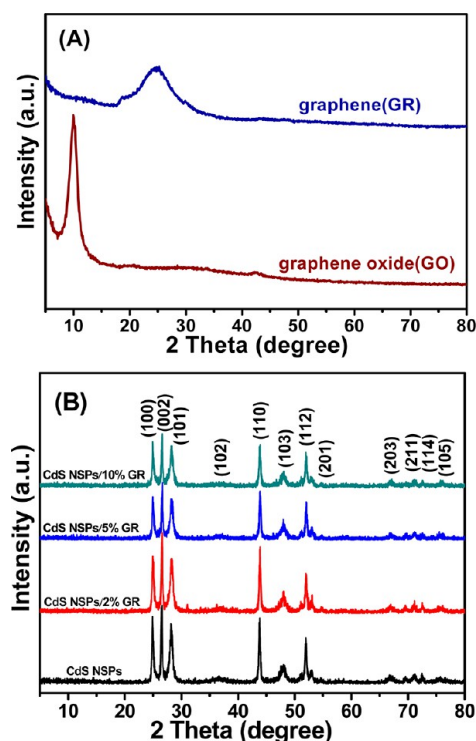 (A)
graphene(GR)
graphene oxide(GO)
Intensity (a.u.)
10 20 30 40 50 60 70 80
2 Theta (degree)
(B)
(100)
(002)
(101)
(102)
(110)
(103)
(112)
(201)
(203)
(211)
(114)
(105)
CdS NSPs/10% GR
CdS NSPs/5% GR
CdS NSPs/2% GR
CdS NSPs
Intensity (a.u.)
10 20 30 40 50 60 70 80
2 Theta (degree)